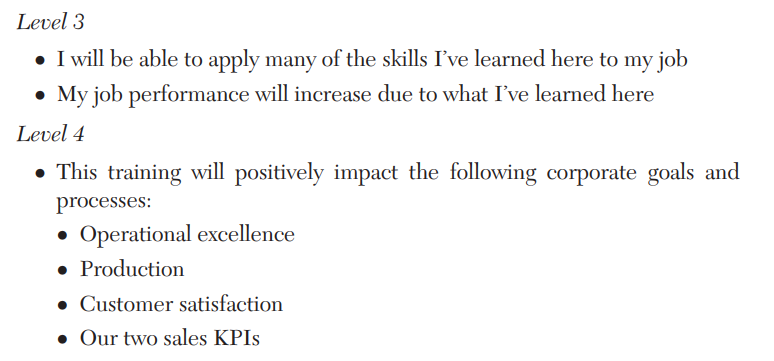 Level 3
• I will be able to apply many of the skills I’ve learned here to my job
• My job performance will increase due to what I’ve learned here
Level 4
• This training will positively impact the following corporate goals and
processes:
• Operational excellence
• Production
• Customer satisfaction
• Our two sales KPIs